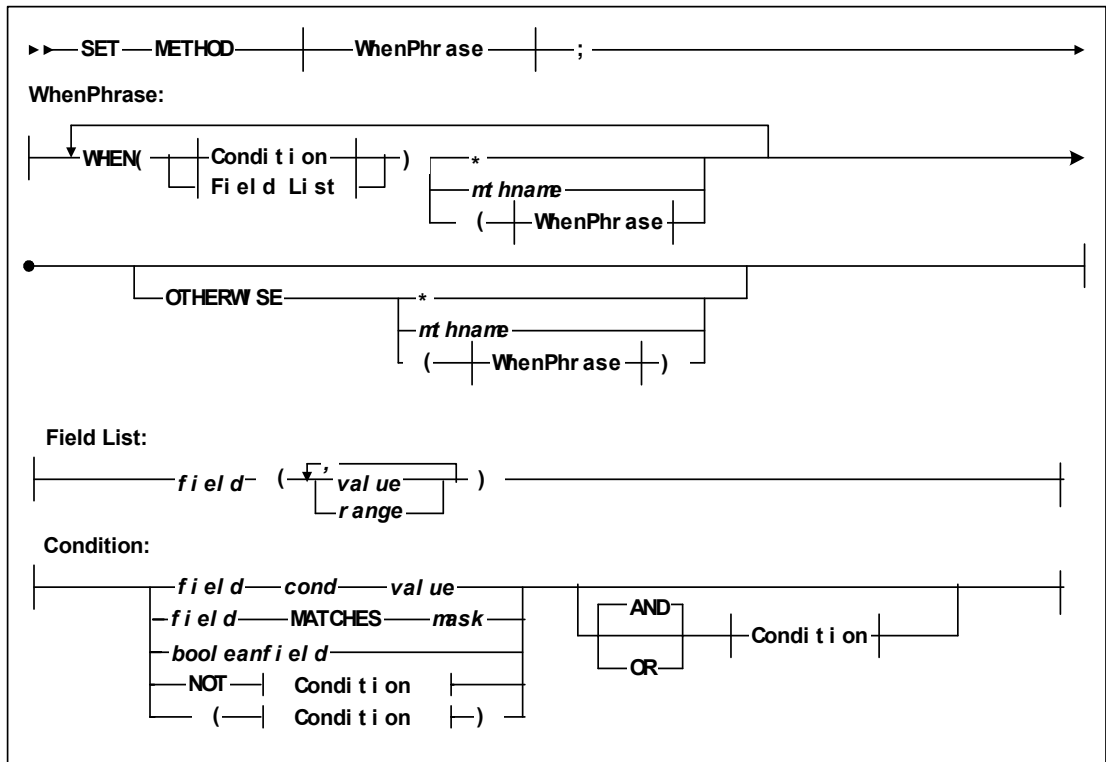 SET METHOD WhenPhrase ;
WhenPhrase:
WHEN( Condition ) *
Field List mthname
( WhenPhrase
OTHERWISE *
mthname
( WhenPhrase )
Field List:
field ( , value )
range
Condition:
field cond value
field MATCHES mask AND
booleanfield Condition
NOT Condition OR
( Condition )